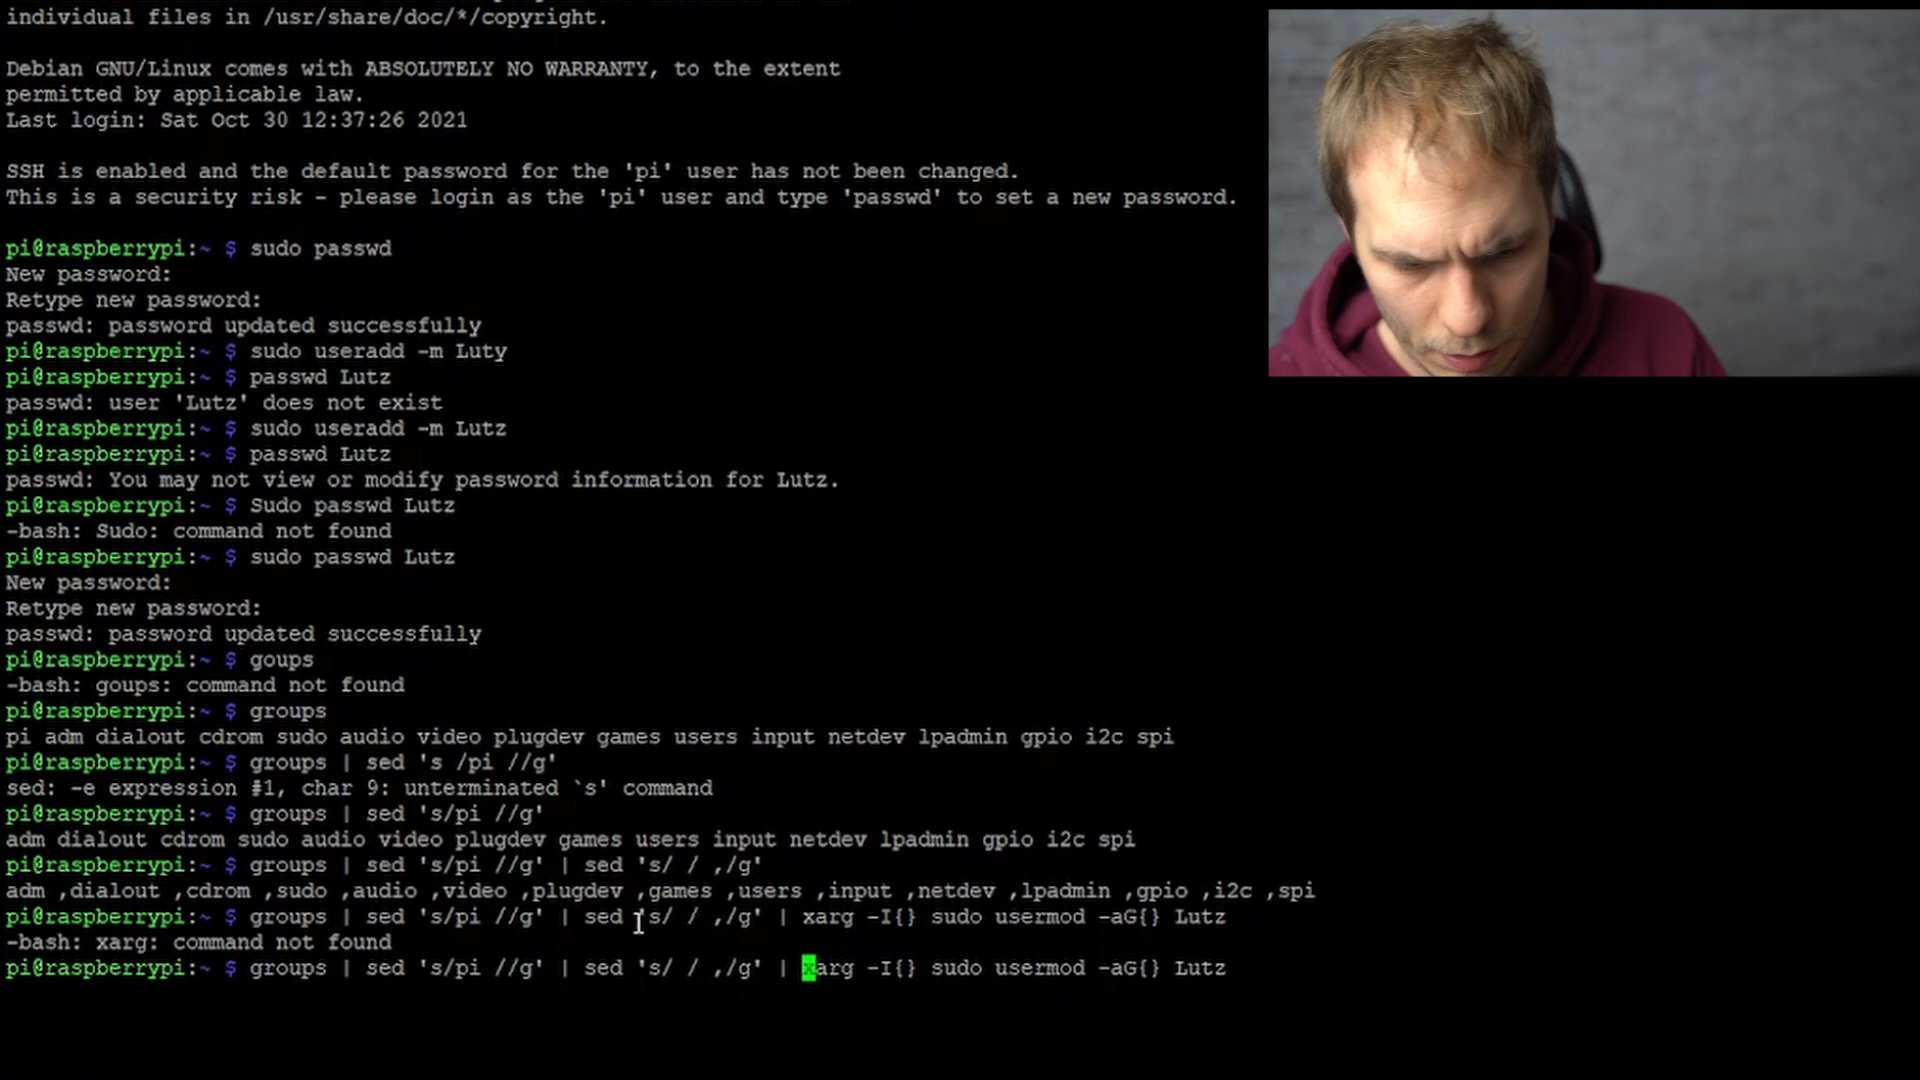 individual files in /usr/share/doc/*/copyright.
Debian GNU/Linux comes with ABSOLUTELY NO WARRANTY, to the extent
permitted by applicable law.
Last login: Sat Oct 30 12:37:26 2021
SSH is enabled and the default password for the 'pi' user has not been changed.
This is a security risk - please login as the 'pi' user and type 'passwd' to set a new password.
pi@raspberrypi:~ $ sudo passwd
New password:
Retype new password:
passwd: password updated successfully
pi@raspberrypi:~ $ sudo useradd -m Luty
pi@raspberrypi:~ $ passwd Lutz
passwd: user 'Lutz' does not exist
pi@raspberrypi:~ $ sudo useradd -m Lutz
pi@raspberrypi:~ $ passwd Lutz
passwd: You may not view or modify password information for Lutz.
pi@raspberrypi:~ $ Sudo passwd Lutz
-bash: Sudo: command not found
pi@raspberrypi:~ $ sudo passwd Lutz
New password:
Retype new password:
passwd: password updated successfully
pi@raspberrypi:~ $ goups
-bash: goups: command not found
pi@raspberrypi:~ $ groups
pi adm dialout cdrom sudo audio video plugdev games users input netdev lpadmin gpio i2c spi
pi@raspberrypi:~ $ groups | sed 's /pi //g'
sed: -e expression #1, char 9: unterminated `s' command
pi@raspberrypi:~ $ groups | sed 's/pi //g'
adm dialout cdrom sudo audio video plugdev games users input netdev lpadmin gpio i2c spi
pi@raspberrypi:~ $ groups | sed 's/pi //g' | sed 's/ / ,/g'
adm ,dialout ,cdrom ,sudo ,audio ,video ,plugdev ,games ,users ,input ,netdev ,lpadmin ,gpio ,i2c ,spi
pi@raspberrypi:~ $ groups | sed 's/pi //g' | sed 's/ / ,/g' | xarg -I{} sudo usermod -aG{} Lutz
-bash: xarg: command not found
pi@raspberrypi:~ $ groups | sed 's/pi //g' | sed 's/ / ,/g' | xarg -I{} sudo usermod -aG{} Lutz